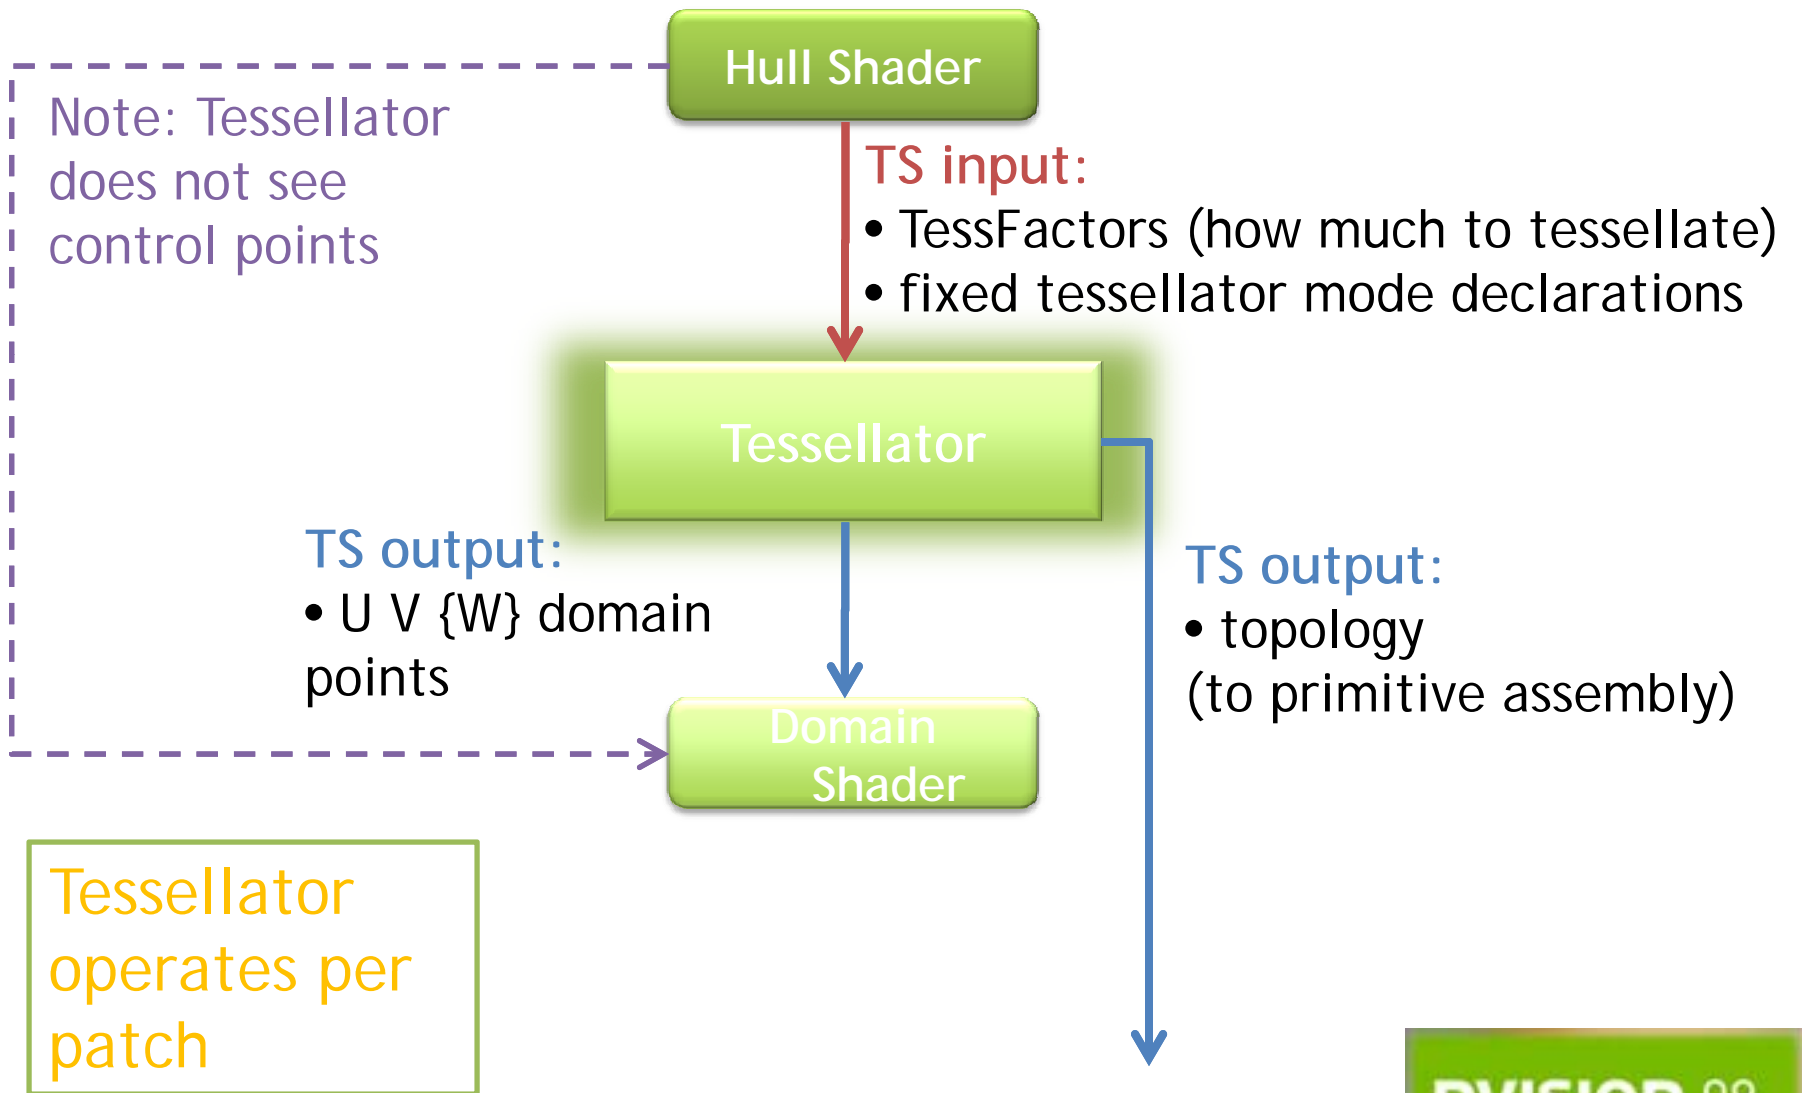 Hull Shader
Note: Tessellator
does not see
control points
TS input:
• TessFactors (how much to tessellate)
• fixed tessellator mode declarations
Tessellator
TS output:
• U V {W} domain
points
TS output:
• topology
(to primitive assembly)
Domain
Shader
Tessellator
operates per
patch